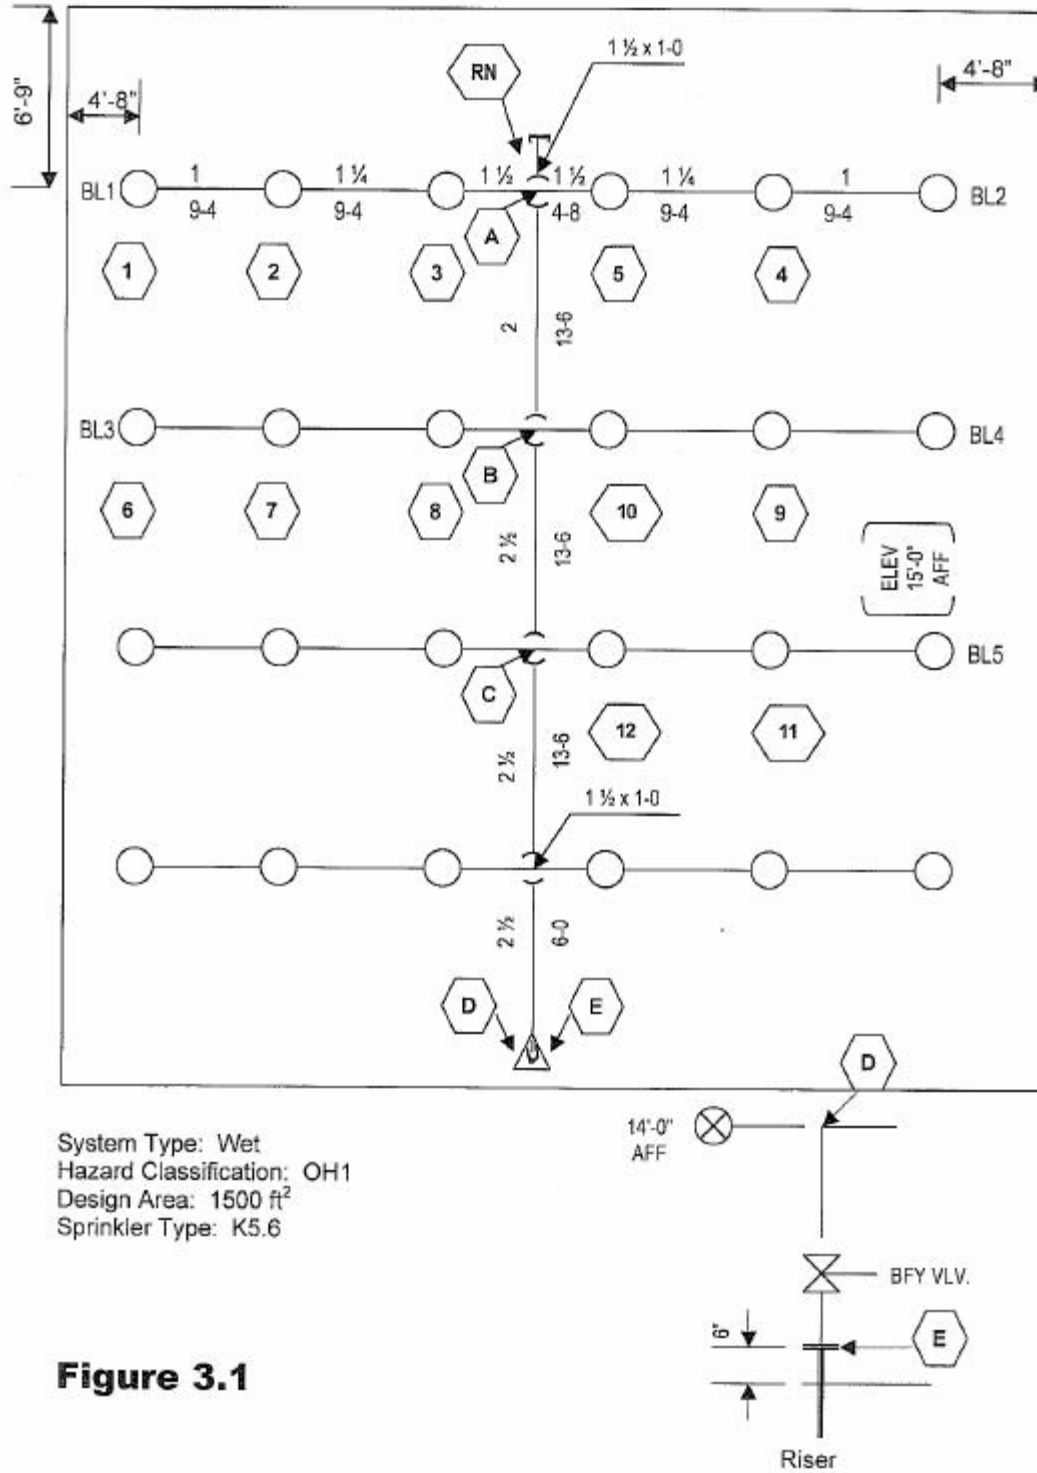 1 ½ x 1-0
RN
6'-9"
4'-8"
4'-8"
BL1
1
1 ¼
1 ½
1 ½
1 ¼
1
BL2
9-4
9-4
4-8
9-4
9-4
A
1
2
3
5
4
2
13-6
BL3
BL4
B
6
7
8
10
9
2 ½
13-6
ELEV
15'-0"
AFF
BL5
C
12
11
2 ½
13-6
1 ½ x 1-0
2 ½
6-0
D
E
D
14'-0"
AFF
System Type: Wet
Hazard Classification: OH1
Design Area: 1500 ft²
Sprinkler Type: K5.6
BFY VLV.
6"
E
Figure 3.1
Riser